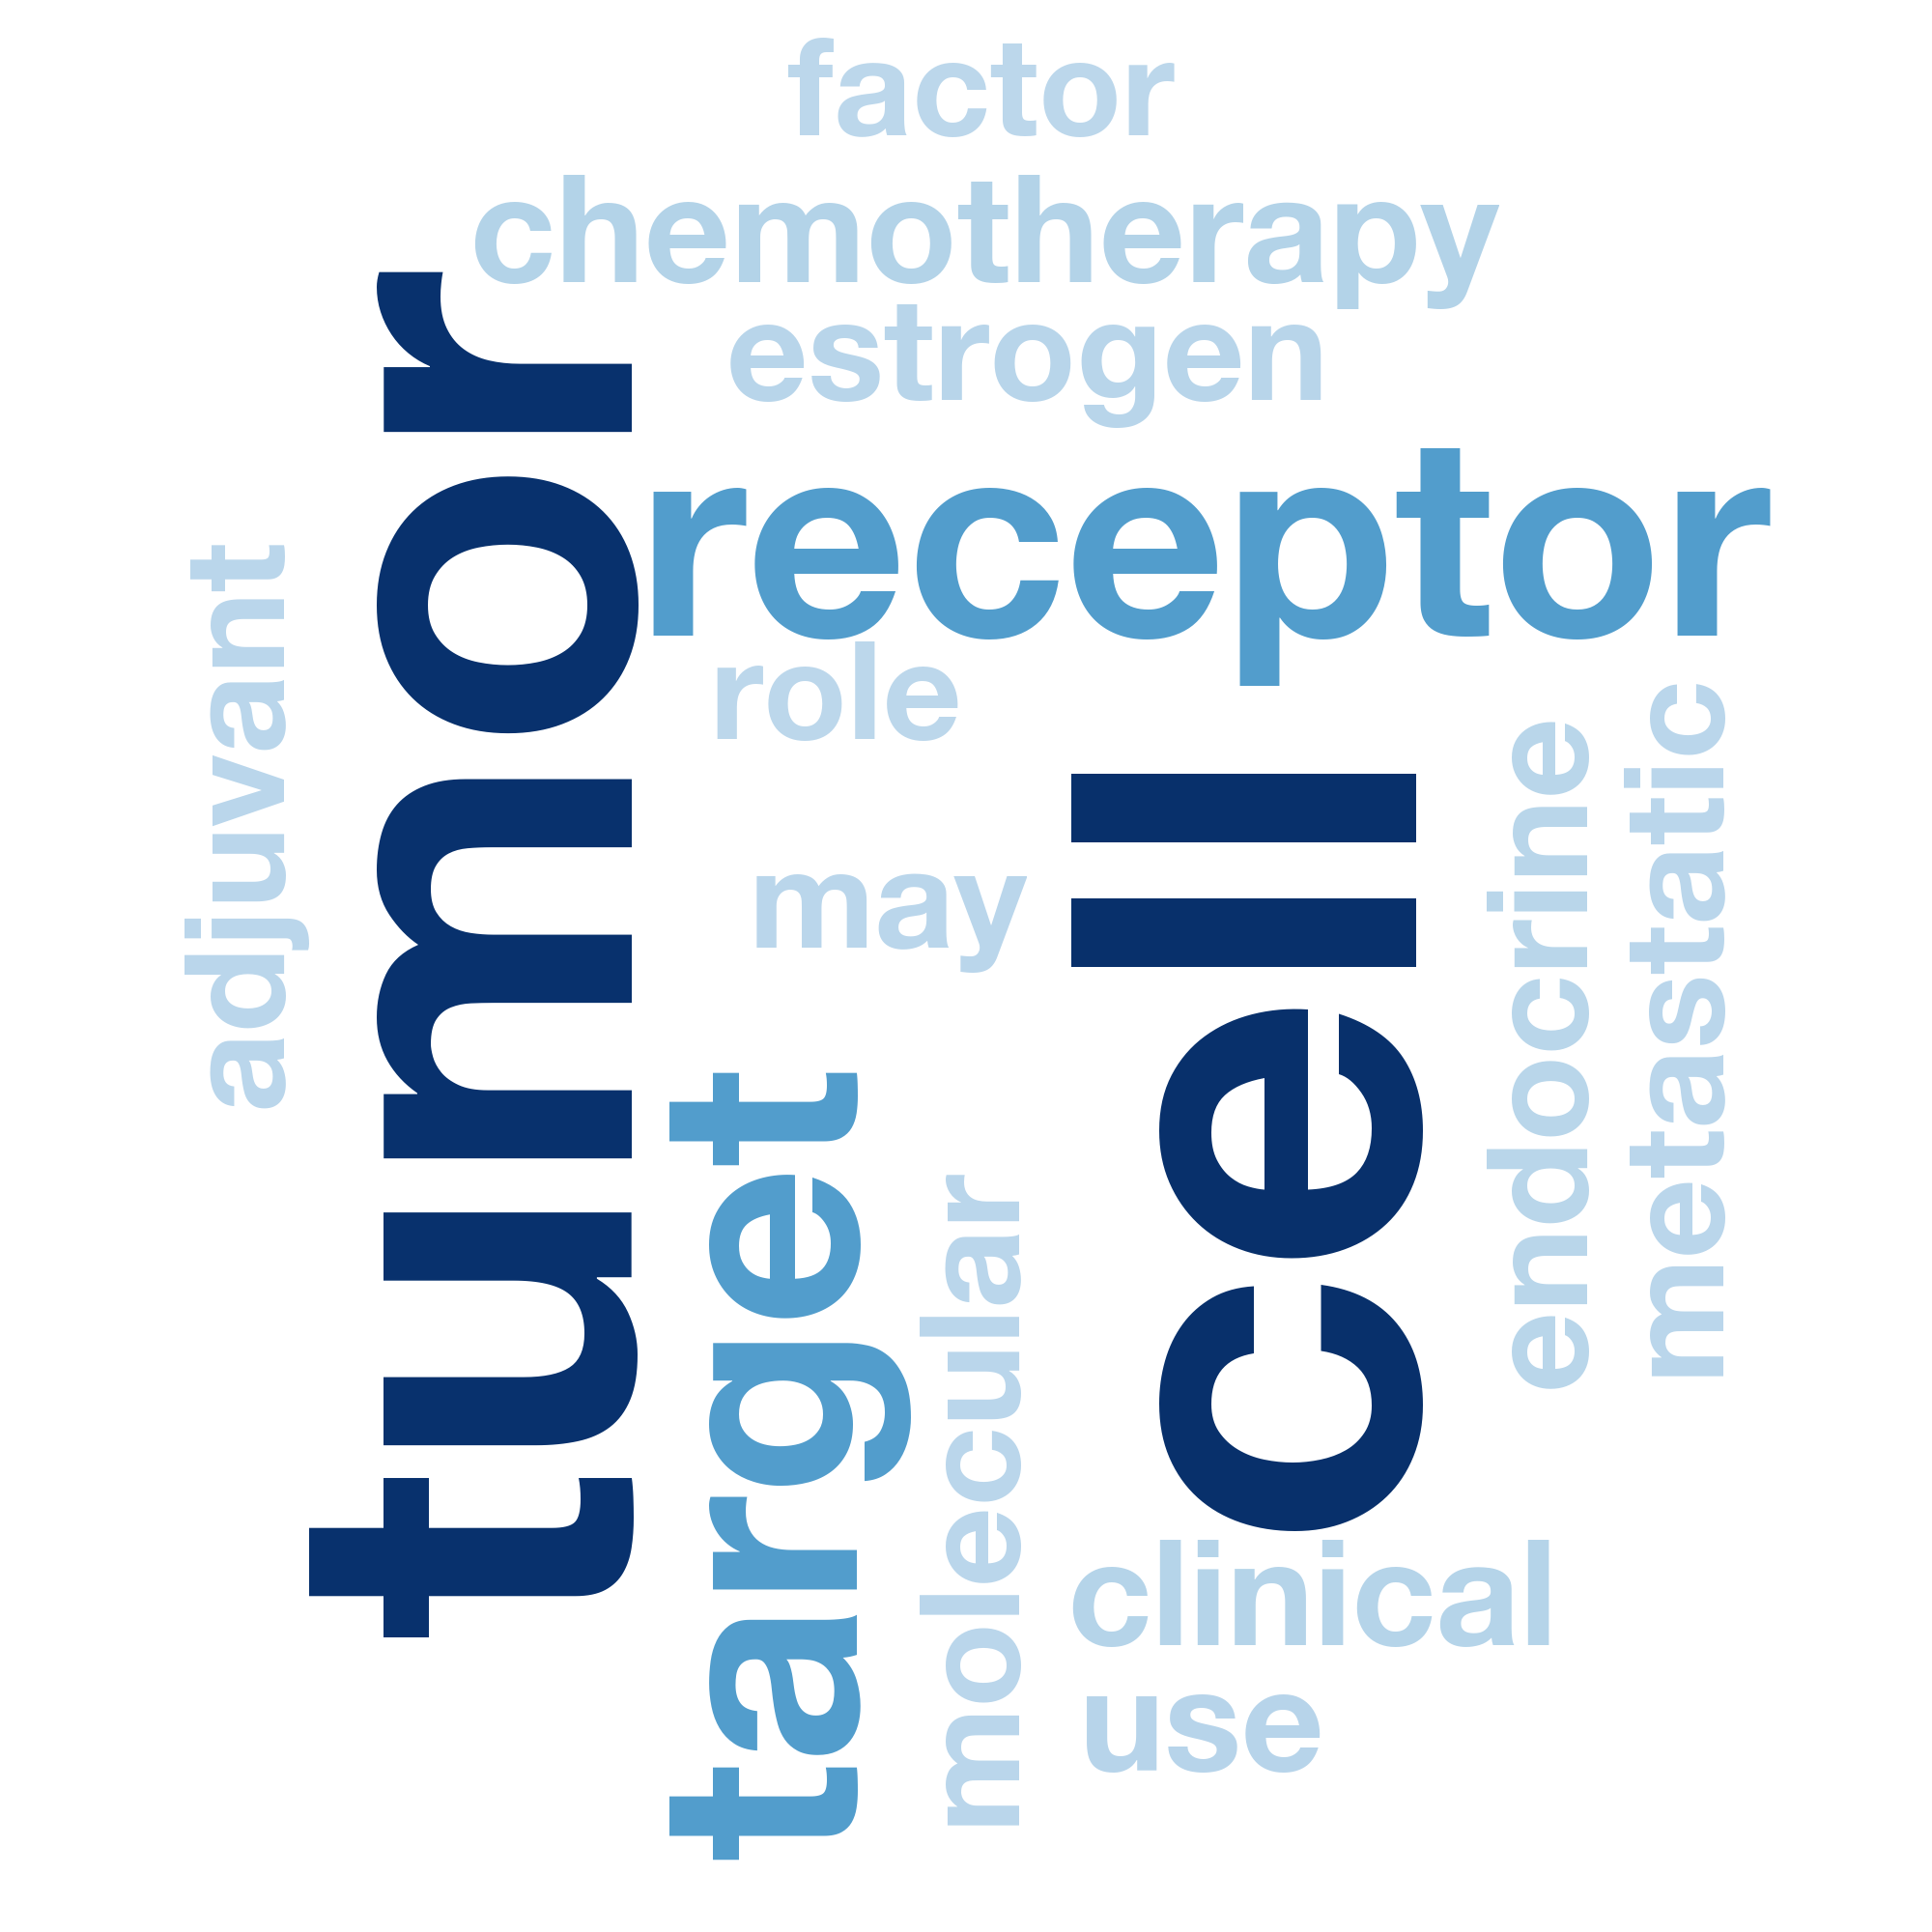 factor
chemotherapy
estrogen
tumor
receptor
adjuvant
role
cell
endocrine
metastatic
may
target
molecular
clinical
use